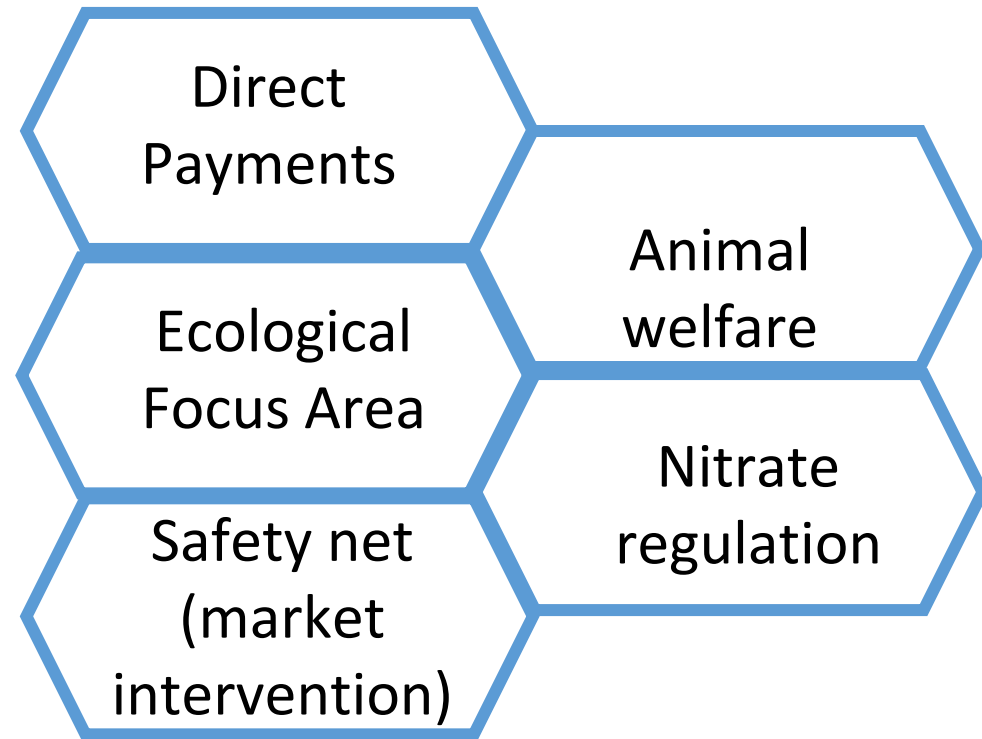 Direct
Payments
Animal
welfare
Ecological
Focus Area
Nitrate
regulation
Safety net
(market
intervention)